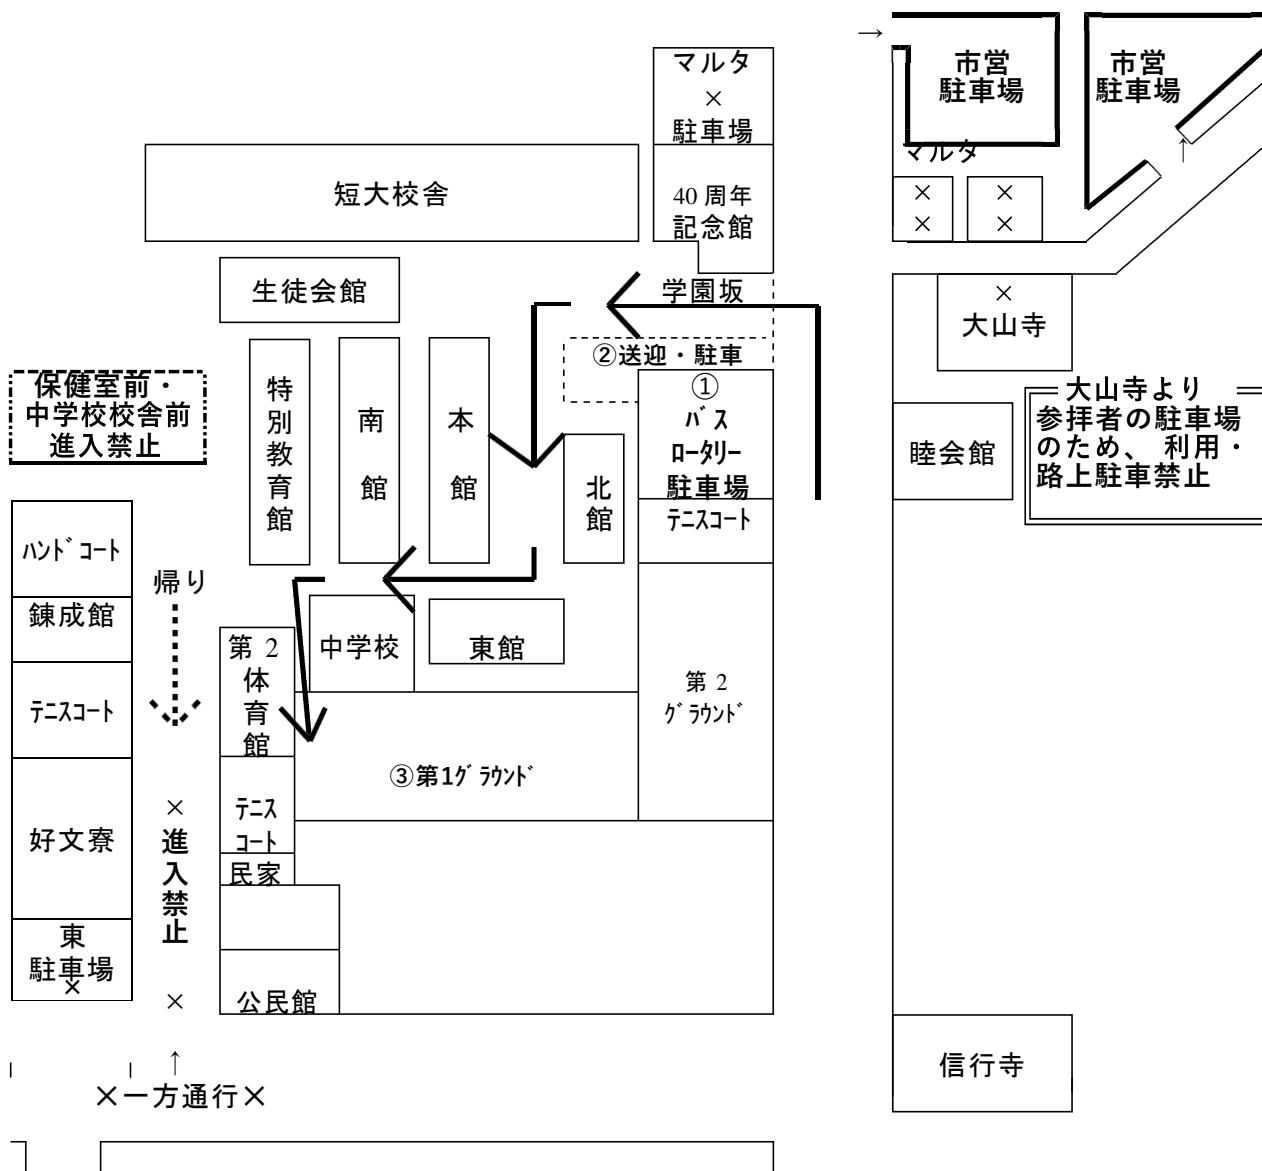 →
マルタ
×
駐車場
市営
駐車場
市営
駐車場
マルタ
↑
× ×
× ×
短大校舎
40 周年
記念館
生徒会館
学園坂
×
大山寺
②送迎・駐車
①
バス
ロータリー
駐車場
保健室前・
中学校校舎前
進入禁止
特別教育館
南館
本館
北館
睦会館
大山寺より
参拝者の駐車場
のため、 利用・
路上駐車禁止
テニスコート
ハンドコート
帰り
錬成館
第 2
体
育
館
中学校
東館
第 2
グラウンド
テニスコート
③第1グラウンド
好文寮
×
進入禁止
テニス
コート
民家
東
駐車場
×
×
公民館
↑
×一方通行×
信行寺